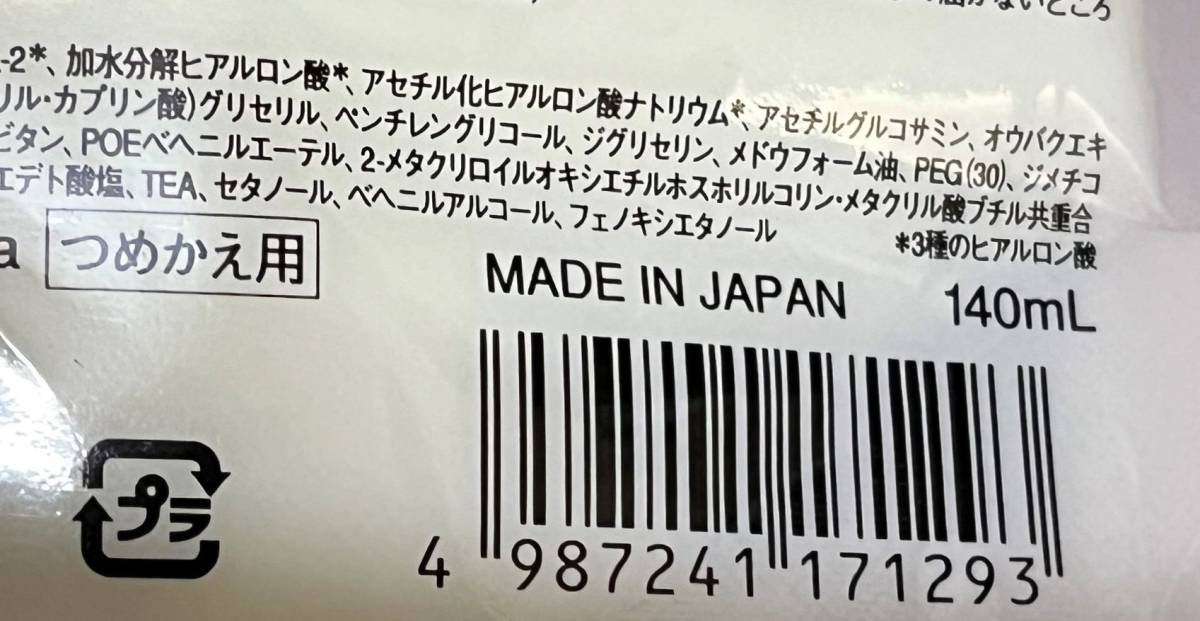 ないところ
-2*、加水分解ヒアルロン酸*、アセチル化ヒアルロン酸ナトリウム*、アセチルグルコサミン、オウバクエキ
リル・カプリン酸)グリセリル、ペンチレングリコール、ジグリセリン、メドウフォーム油、PEG(30)、ジメチコ
ビタン、POEベヘニルエーテル、2-メタクリロイルオキシエチルホスホリルコリン・メタクリル酸ブチル共重合
エデト酸塩、TEA、セタノール、ベヘニルアルコール、フェノキシエタノール
*3種のヒアルロン酸
a つめかえ用
MADE IN JAPAN 140mL
プラ
4 987241 171293